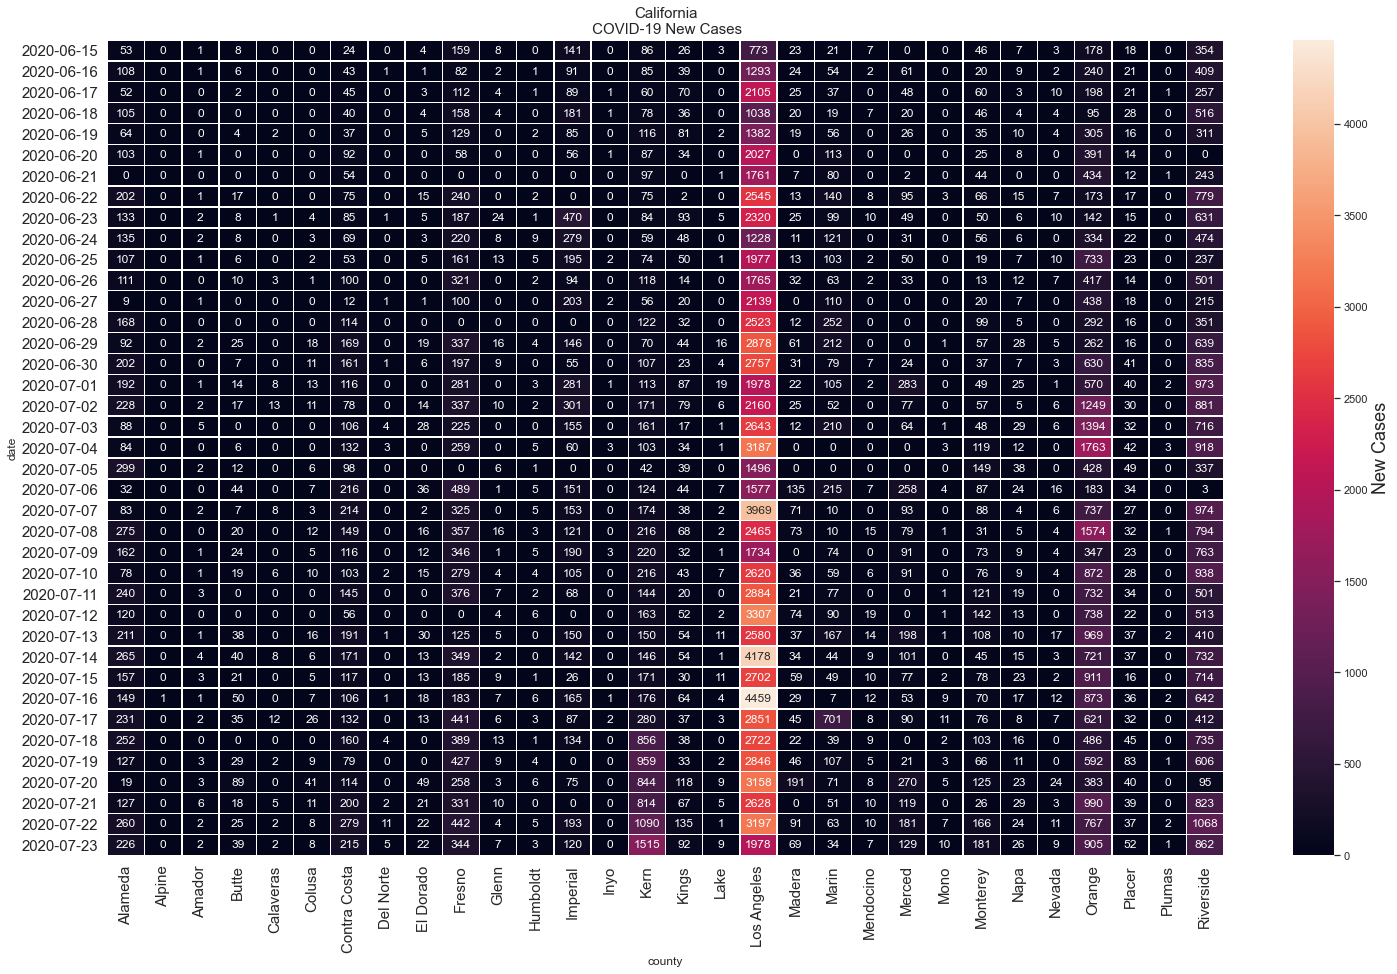 California
COVID-19 New Cases
2020-06-15 53 0 1 8 0 0 24 0 4 159 8 0 141 0 86 26 3 773 23 21 7 0 0 46 7 3 178 18 0 354
2020-06-16 108 0 1 6 0 0 43 1 1 82 2 1 91 0 85 39 0 1293 24 54 2 61 0 20 9 2 240 21 0 409
2020-06-17 52 0 0 2 0 0 45 0 3 112 4 1 89 1 60 70 0 2105 25 37 0 48 0 60 3 10 198 21 1 257
2020-06-18 105 0 0 0 0 0 40 0 4 158 4 0 181 1 78 36 0 1038 20 19 7 20 0 46 4 4 95 28 0 516
2020-06-19 64 0 0 4 2 0 37 0 5 129 0 2 85 0 116 81 2 1382 19 56 0 26 0 35 10 4 305 16 0 311
2020-06-20 103 0 1 0 0 0 92 0 0 58 0 0 56 1 87 34 0 2027 0 113 0 0 0 25 8 0 391 14 0 0
2020-06-21 0 0 0 0 0 0 54 0 0 0 0 0 0 0 97 0 1 1761 7 80 0 2 0 44 0 0 434 12 1 243
2020-06-22 202 0 1 17 0 0 75 0 15 240 0 2 0 0 75 2 0 2545 13 140 8 95 3 66 15 7 173 17 0 779
2020-06-23 133 0 2 8 1 4 85 1 5 187 24 1 470 0 84 93 5 2320 25 99 10 49 0 50 6 10 142 15 0 631
2020-06-24 135 0 2 8 0 3 69 0 3 220 8 9 279 0 59 48 0 1228 11 121 0 31 0 56 6 0 334 22 0 474
2020-06-25 107 0 1 6 0 2 53 0 5 161 13 5 195 2 74 50 1 1977 13 103 2 50 0 19 7 10 733 23 0 237
2020-06-26 111 0 0 10 3 1 100 0 0 321 0 2 94 0 118 14 0 1765 32 63 2 33 0 13 12 7 417 14 0 501
2020-06-27 9 0 1 0 0 0 12 1 1 100 0 0 203 2 56 20 0 2139 0 110 0 0 0 20 7 0 438 18 0 215
2020-06-28 168 0 0 0 0 0 114 0 0 0 0 0 0 0 122 32 0 2523 12 252 0 0 0 99 5 0 292 16 0 351
2020-06-29 92 0 2 25 0 18 169 0 19 337 16 4 146 0 70 44 16 2878 61 212 0 0 1 57 28 5 262 16 0 639
2020-06-30 202 0 0 7 0 11 161 1 6 197 9 0 55 0 107 23 4 2757 31 79 7 24 0 37 7 3 630 41 0 835
2020-07-01 192 0 1 14 8 13 116 0 0 281 0 3 281 1 113 87 19 1978 22 105 2 283 0 49 25 1 570 40 2 973
2020-07-02 228 0 2 17 13 11 78 0 14 337 10 2 301 0 171 79 6 2160 25 52 0 77 0 57 5 6 1249 30 0 881
2020-07-03 88 0 5 0 0 0 106 4 28 225 0 0 155 0 161 17 1 2643 12 210 0 64 1 48 29 6 1394 32 0 716
2020-07-04 84 0 0 6 0 0 132 3 0 259 0 5 60 3 103 34 1 3187 0 0 0 0 3 119 12 0 1763 42 3 918
2020-07-05 299 0 2 12 0 6 98 0 0 0 6 1 0 0 42 39 0 1496 0 0 0 0 0 149 38 0 428 49 0 337
2020-07-06 32 0 0 44 0 7 216 0 36 489 1 5 151 0 124 44 7 1577 135 215 7 258 4 87 24 16 183 34 0 3
2020-07-07 83 0 2 7 8 3 214 0 2 325 0 5 153 0 174 38 2 3969 71 10 0 93 0 88 4 6 737 27 0 974
2020-07-08 275 0 0 20 0 12 149 0 16 357 16 3 121 0 216 68 2 2465 73 10 15 79 1 31 5 4 1574 32 1 794
2020-07-09 162 0 1 24 0 5 116 0 12 346 1 5 190 3 220 32 1 1734 0 74 0 91 0 73 9 4 347 23 0 763
2020-07-10 78 0 1 19 6 10 103 2 15 279 4 4 105 0 216 43 7 2620 36 59 6 91 0 76 9 4 872 28 0 938
2020-07-11 240 0 3 0 0 0 145 0 0 376 7 2 68 0 144 20 0 2884 21 77 0 0 1 121 19 0 732 34 0 501
2020-07-12 120 0 0 0 0 0 56 0 0 0 4 6 0 0 163 52 2 3307 74 90 19 0 1 142 13 0 738 22 0 513
2020-07-13 211 0 1 38 0 16 191 1 30 125 5 0 150 0 150 54 11 2580 37 167 14 198 1 108 10 17 969 37 2 410
2020-07-14 265 0 4 40 8 6 171 0 13 349 2 0 142 0 146 54 1 4178 34 44 9 101 0 45 15 3 721 37 0 732
2020-07-15 157 0 3 21 0 5 117 0 13 185 9 1 26 0 171 30 11 2702 59 49 10 77 2 78 23 2 911 16 0 714
2020-07-16 149 1 1 50 0 7 106 1 18 183 7 6 165 1 176 64 4 4459 29 7 12 53 9 70 17 12 873 36 2 642
2020-07-17 231 0 2 35 12 26 132 0 13 441 6 3 87 2 280 37 3 2851 45 701 8 90 11 76 8 7 621 32 0 412
2020-07-18 252 0 0 0 0 0 160 4 0 389 13 1 134 0 856 38 0 2722 22 39 9 0 2 103 16 0 486 45 0 735
2020-07-19 127 0 3 29 2 9 79 0 0 427 9 4 0 0 959 33 2 2846 46 107 5 21 3 66 11 0 592 83 1 606
2020-07-20 19 0 3 89 0 41 114 0 49 258 3 6 75 0 844 118 9 3158 191 71 8 270 5 125 23 24 383 40 0 95
2020-07-21 127 0 6 18 5 11 200 2 21 331 10 0 0 0 814 67 5 2628 0 51 10 119 0 26 29 3 990 39 0 823
2020-07-22 260 0 2 25 2 8 279 11 22 442 4 5 193 0 1090 135 1 3197 91 63 10 181 7 166 24 11 767 37 2 1068
2020-07-23 226 0 2 39 2 8 215 5 22 344 7 3 120 0 1515 92 9 1978 69 34 7 129 10 181 26 9 905 52 1 862
date
Alameda Alpine Amador Butte Calaveras Colusa Contra Costa Del Norte El Dorado Fresno Glenn Humboldt Imperial Inyo Kern Kings Lake Los Angeles Madera Marin Mendocino Merced Mono Monterey Napa Nevada Orange Placer Plumas Riverside
county
4000
3500
3000
2500
2000
1500
1000
500
0
New Cases